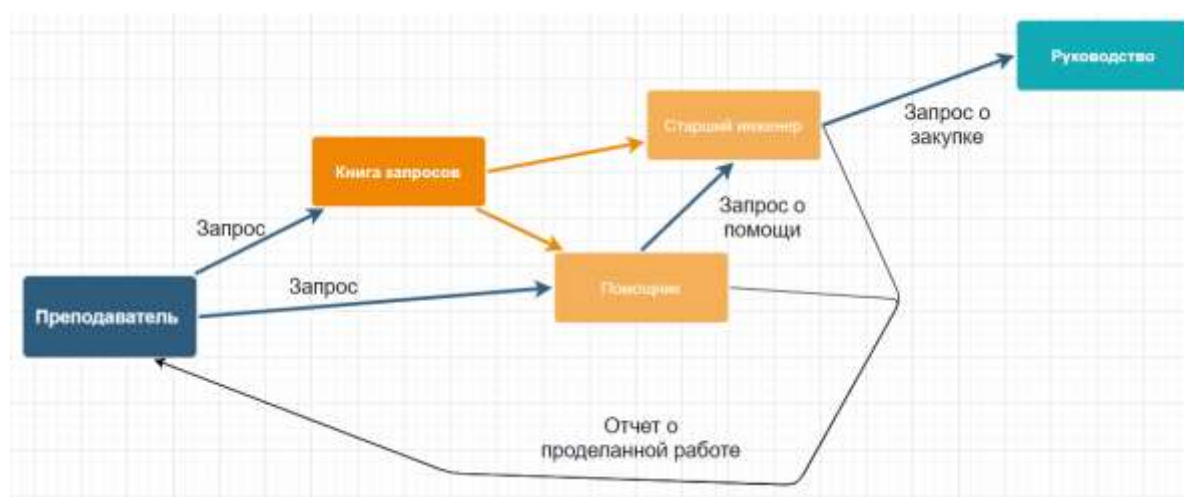 Руководство
Запрос о
закупке
Старший инженер
Книга запросов
Запрос о
помощи
Запрос
Запрос
Помощник
Преподаватель
Отчет о
проделанной работе